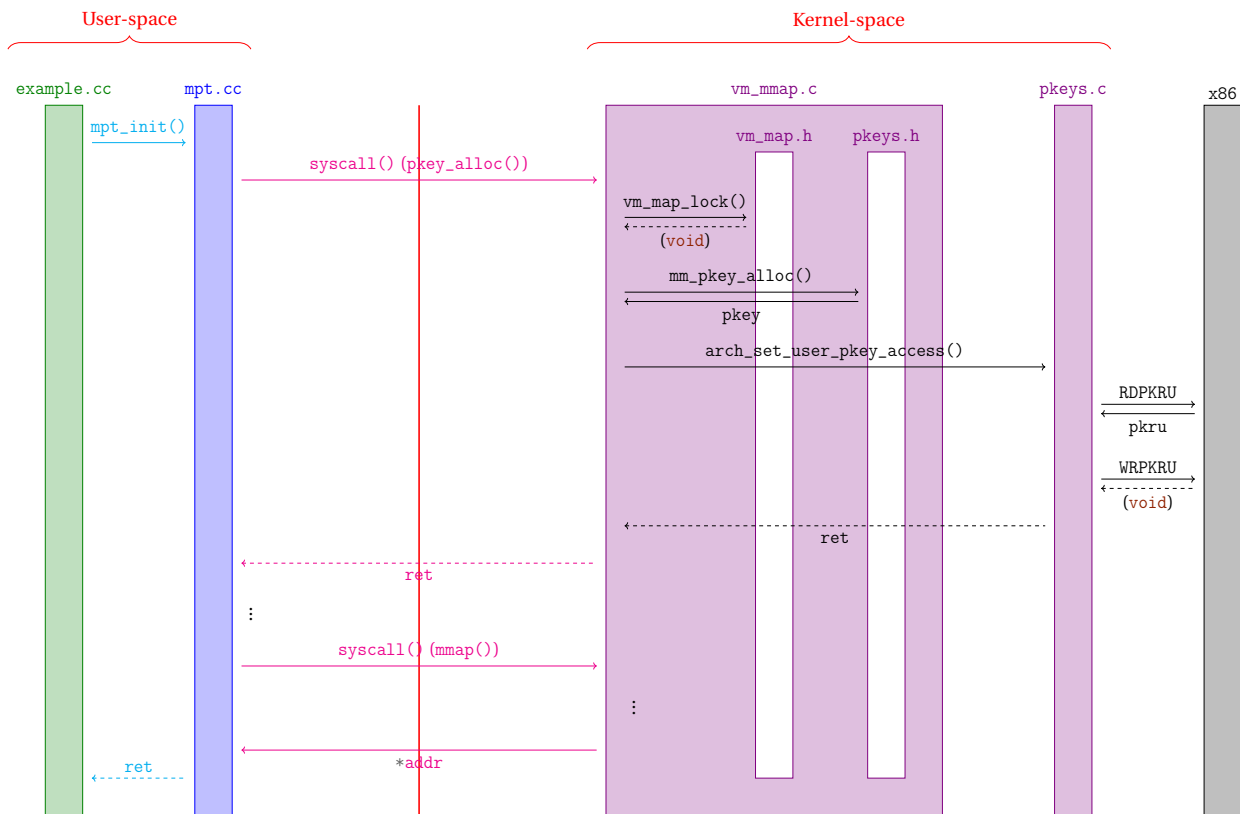 User-space
Kernel-space
example.cc
mpt.cc
vm_mmap.c
pkeys.c
x86
mpt_init()
vm_map.h
pkeys.h
syscall()(pkey_alloc())
vm_map_lock()
(void)
mm_pkey_alloc()
pkey
arch_set_user_pkey_access()
RDPKRU
pkru
WRPKRU
(void)
ret
ret
⋮
syscall()(mmap())
⋮
*addr
ret